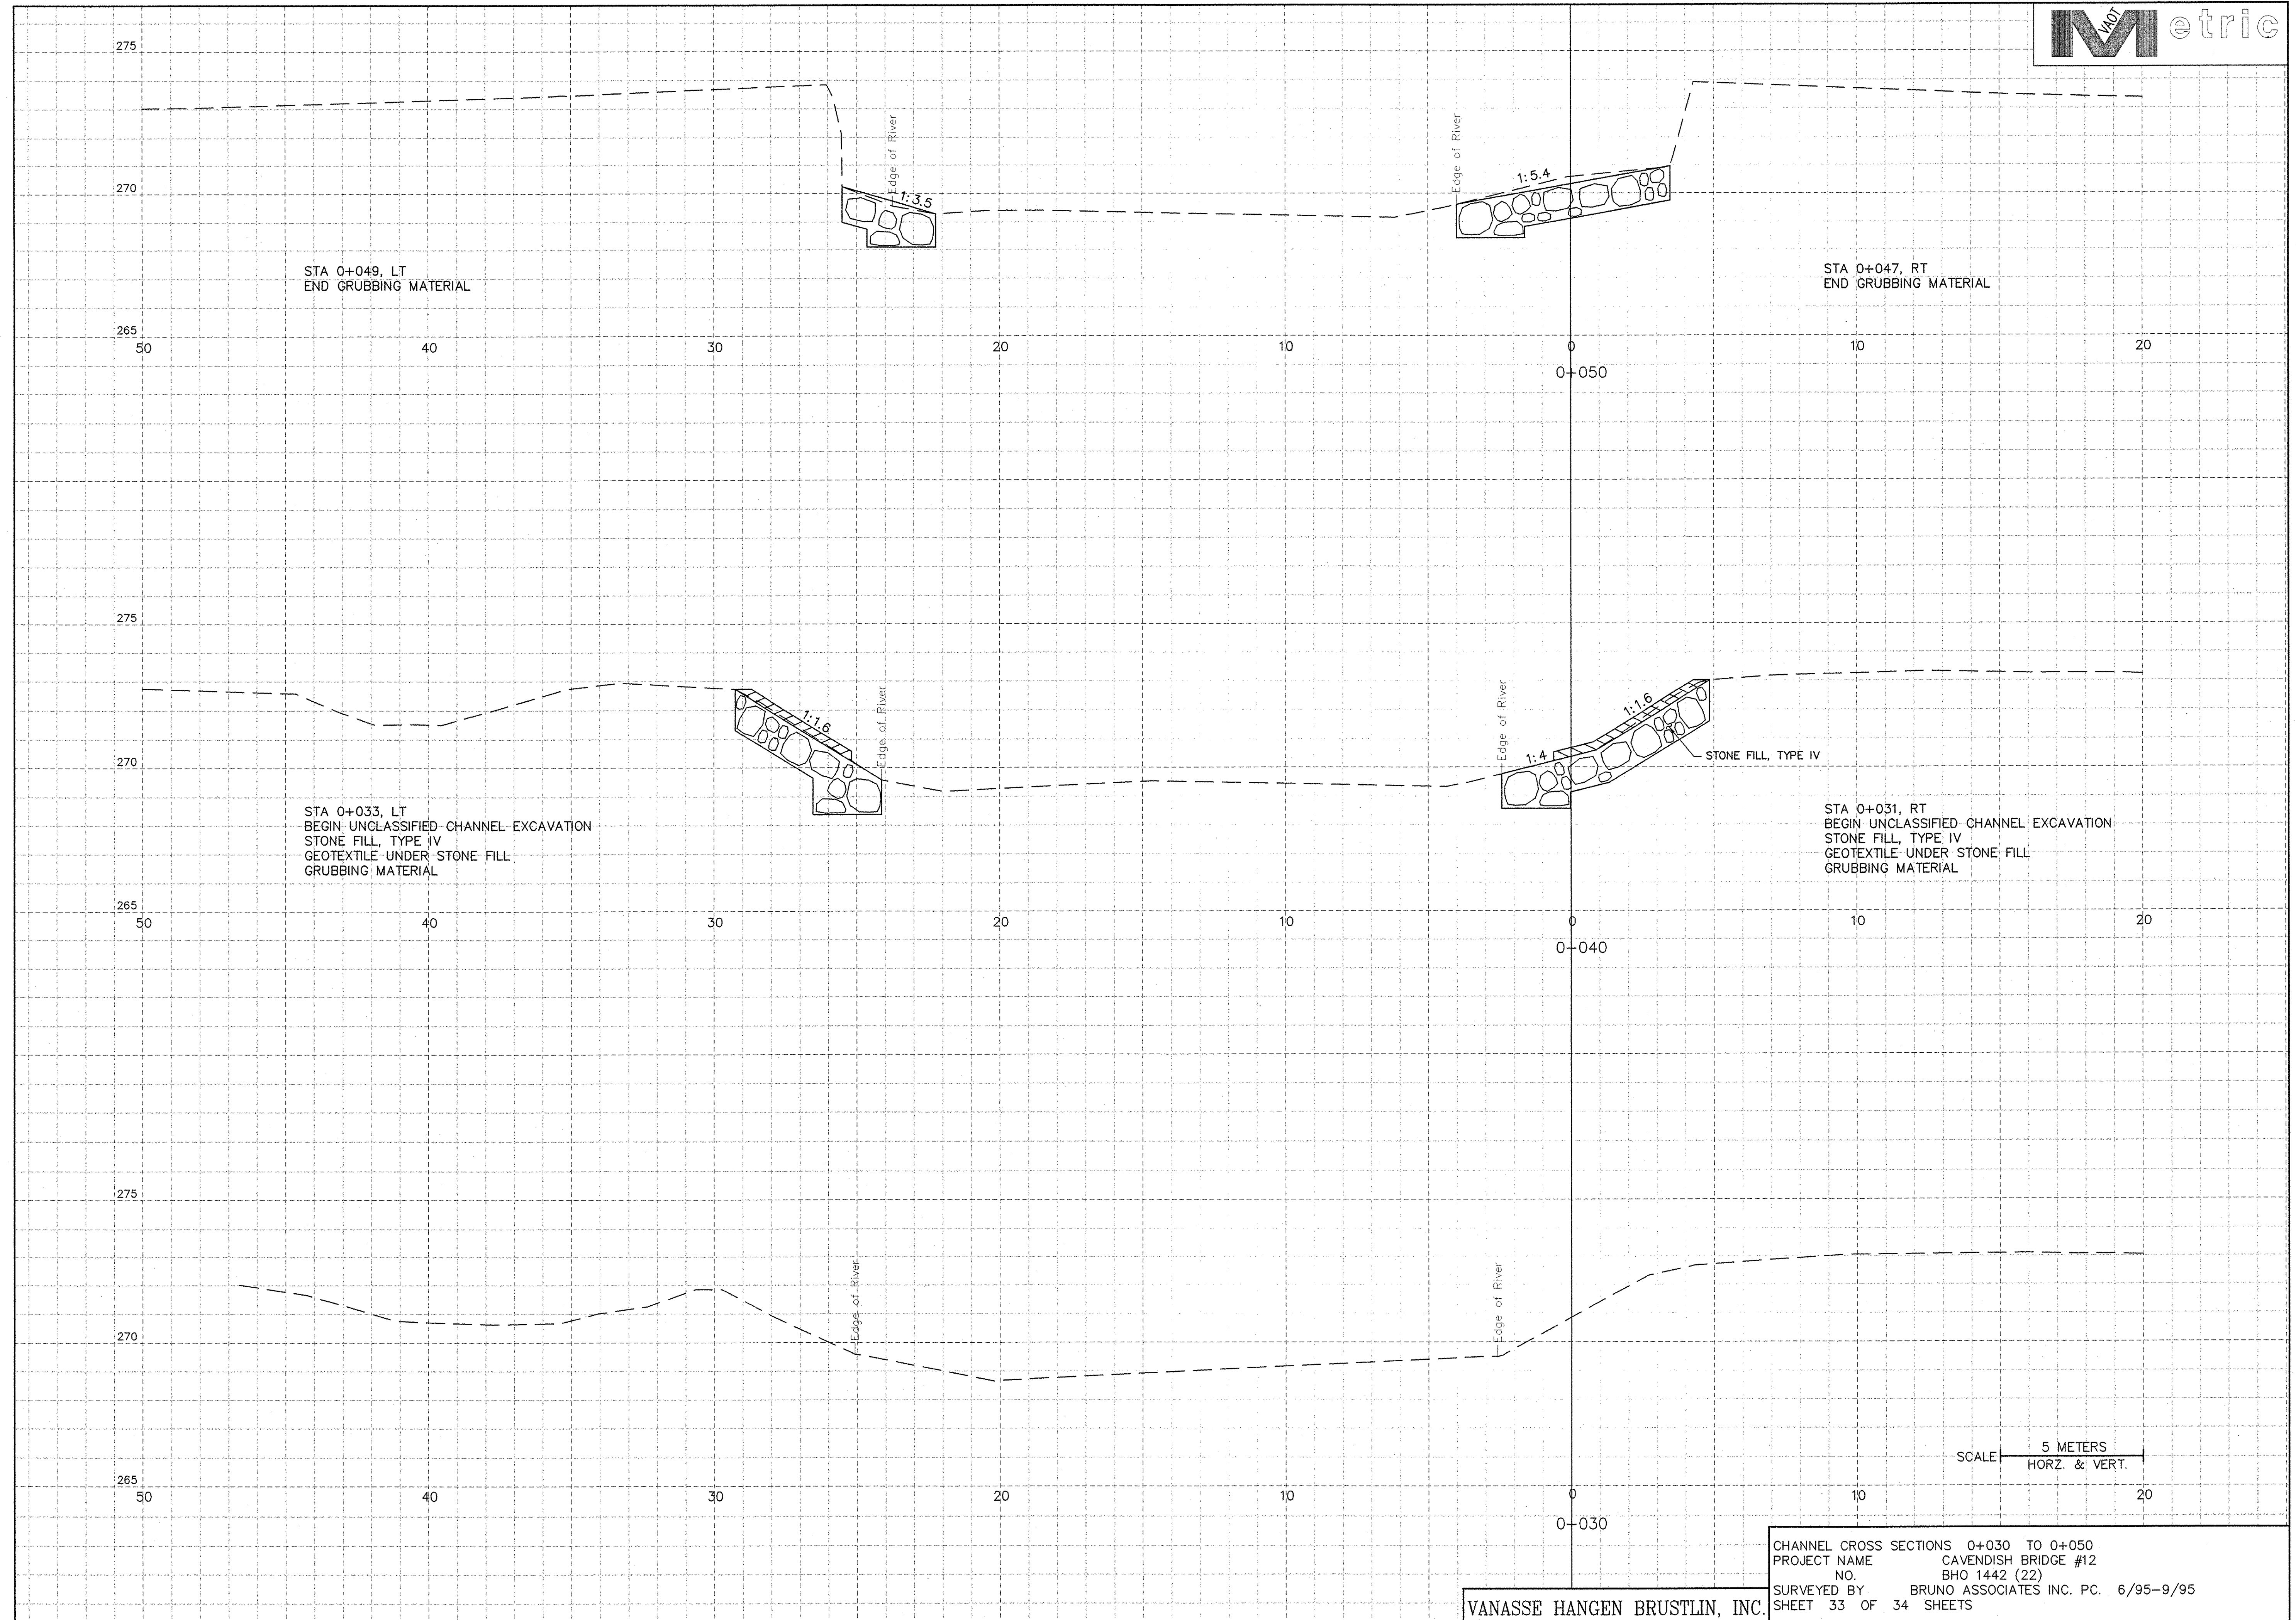 VAOT
Metric
275
Edge of River
Edge of River
270
1:3.5
1:5.4
STA 0+049, LT
END GRUBBING MATERIAL
STA 0+047, RT
END GRUBBING MATERIAL
265
50 40 30 20 10 0 10 20
0+050
275
Edge of River
Edge of River
1:1.6
1:1.6
1:4
STONE FILL, TYPE IV
270
STA 0+033, LT
BEGIN UNCLASSIFIED CHANNEL EXCAVATION
STONE FILL, TYPE IV
GEOTEXTILE UNDER STONE FILL
GRUBBING MATERIAL
STA 0+031, RT
BEGIN UNCLASSIFIED CHANNEL EXCAVATION
STONE FILL, TYPE IV
GEOTEXTILE UNDER STONE FILL
GRUBBING MATERIAL
265
50 40 30 20 10 0 10 20
0+040
275
Edge of River
Edge of River
270
SCALE 5 METERS
HORZ. & VERT.
265
50 40 30 20 10 0 10 20
0+030
CHANNEL CROSS SECTIONS 0+030 TO 0+050
PROJECT NAME CAVENDISH BRIDGE #12
NO. BHO 1442 (22)
SURVEYED BY BRUNO ASSOCIATES INC. PC. 6/95-9/95
SHEET 33 OF 34 SHEETS
VANASSE HANGEN BRUSTLIN, INC.